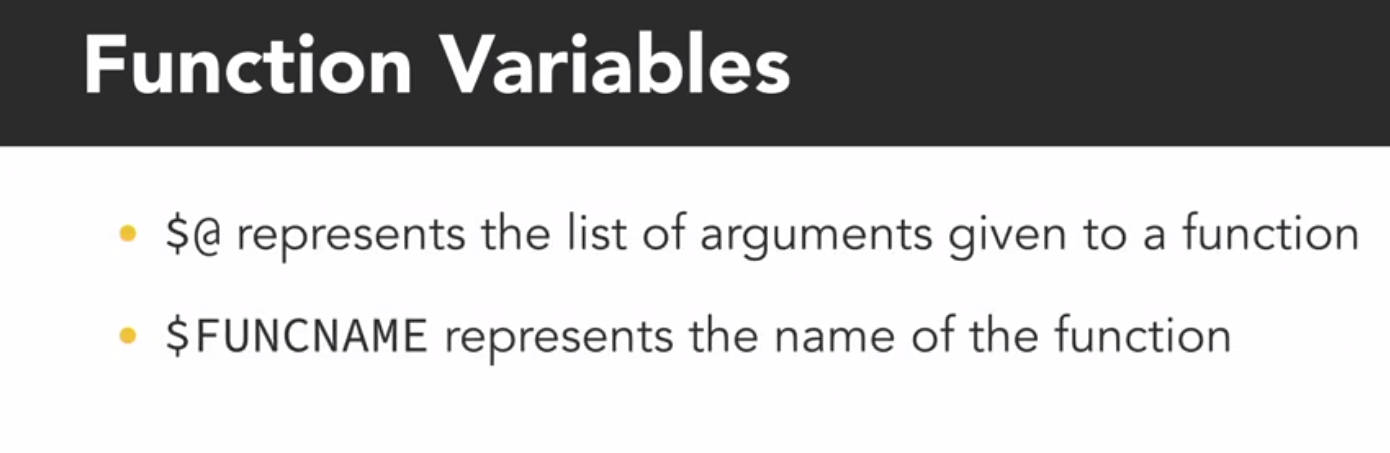 Function Variables
• $@ represents the list of arguments given to a function
• $FUNCNAME represents the name of the function